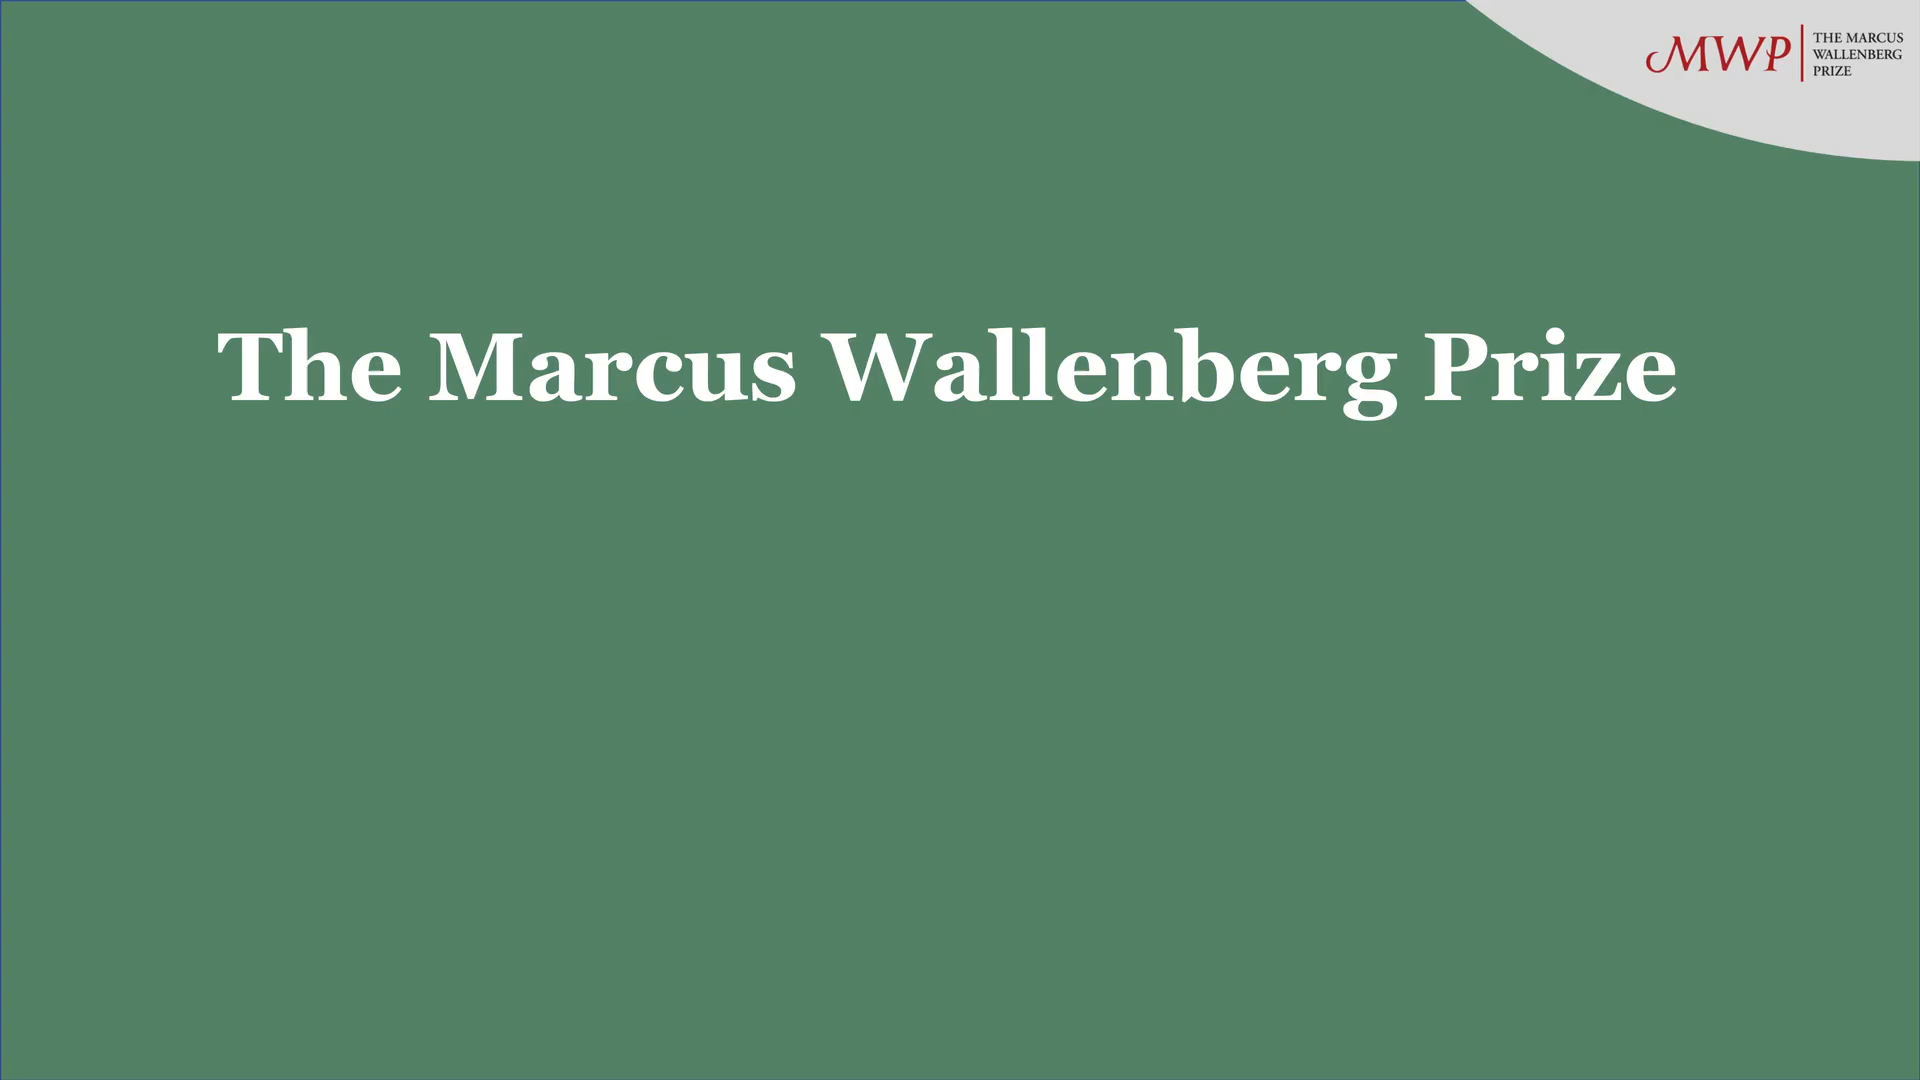 MWP
THE MARCUS
WALLENBERG
PRIZE
The Marcus Wallenberg Prize